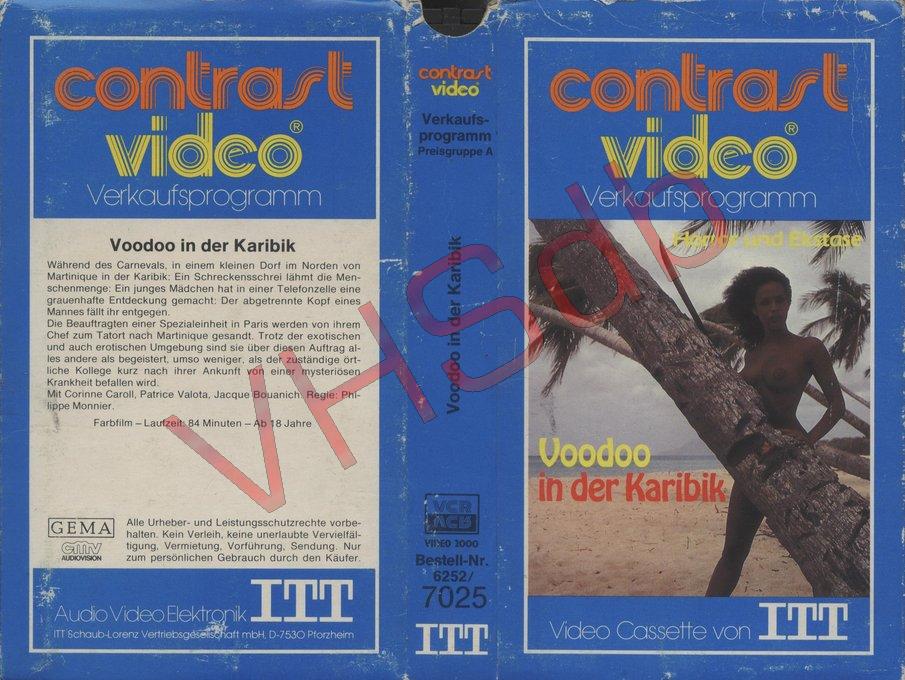 contrast
video®
Verkaufsprogramm
Voodoo in der Karibik
Während des Carnevals, in einem kleinen Dorf im Norden von
Martinique in der Karibik: Ein Schreckensschrei lähmt die Men-
schenmenge: Ein junges Mädchen hat in einer Telefonzelle eine
grauenhafte Entdeckung gemacht: Der abgetrennte Kopf eines
Mannes fällt ihr entgegen.
Die Beauftragten einer Spezialeinheit in Paris werden von ihrem
Chef zum Tatort nach Martinique gesandt. Trotz der exotischen
und auch erotischen Umgebung sind sie über diesen Auftrag al-
les andere als begeistert, umso weniger, als der zuständige ört-
liche Kollege kurz nach ihrer Ankunft von einer mysteriösen
Krankheit befallen wird.
Mit Corinne Caroll, Patrice Valota, Jacque Bouanich. Regie: Phi-
lippe Monnier.
Farbfilm – Laufzeit: 84 Minuten – Ab 18 Jahre
GEMA
cmv
AUDIOVISION
Alle Urheber- und Leistungsschutzrechte vorbe-
halten. Kein Verleih, keine unerlaubte Vervielfäl-
tigung, Vermietung, Vorführung, Sendung. Nur
zum persönlichen Gebrauch durch den Käufer.
Audio Video Elektronik ITT
ITT Schaub-Lorenz Vertriebsgesellschaft mbH, D-7530 Pforzheim
contrast
video
Verkaufs-
programm
Preisgruppe A
Voodoo in der Karibik
VCR
VCR
VIDEO 2000
Bestell-Nr.
6252/
7025
ITT
contrast
video®
Verkaufsprogramm
Horror und Ekstase
Voodoo
in der Karibik
Video Cassette von ITT
VHSdb